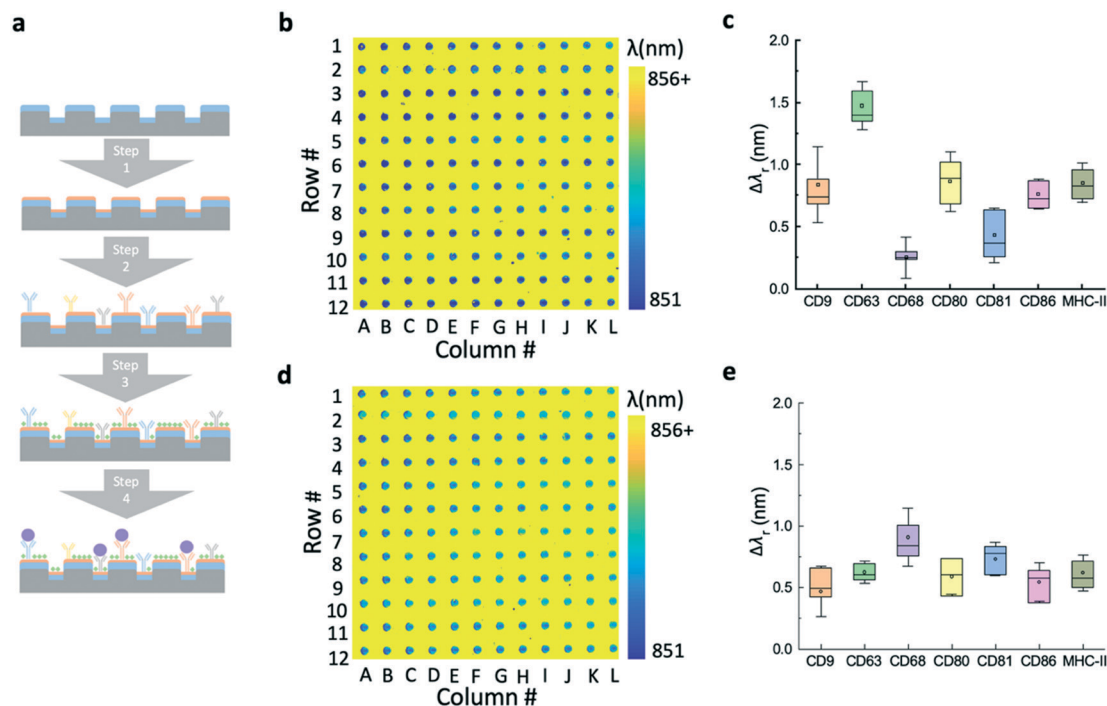 a
Step
1
Step
2
Step
3
Step
4
b
1
2
3
4
5
6
7
8
9
10
11
12
Row #
A B C D E F G H I J K L
Column #
λ(nm)
856+
851
c
2.0
1.5
1.0
0.5
0.0
Δλr (nm)
CD9 CD63 CD68 CD80 CD81 CD86 MHC-II
d
1
2
3
4
5
6
7
8
9
10
11
12
Row #
A B C D E F G H I J K L
Column #
λ(nm)
856+
851
e
2.0
1.5
1.0
0.5
0.0
Δλr (nm)
CD9 CD63 CD68 CD80 CD81 CD86 MHC-II